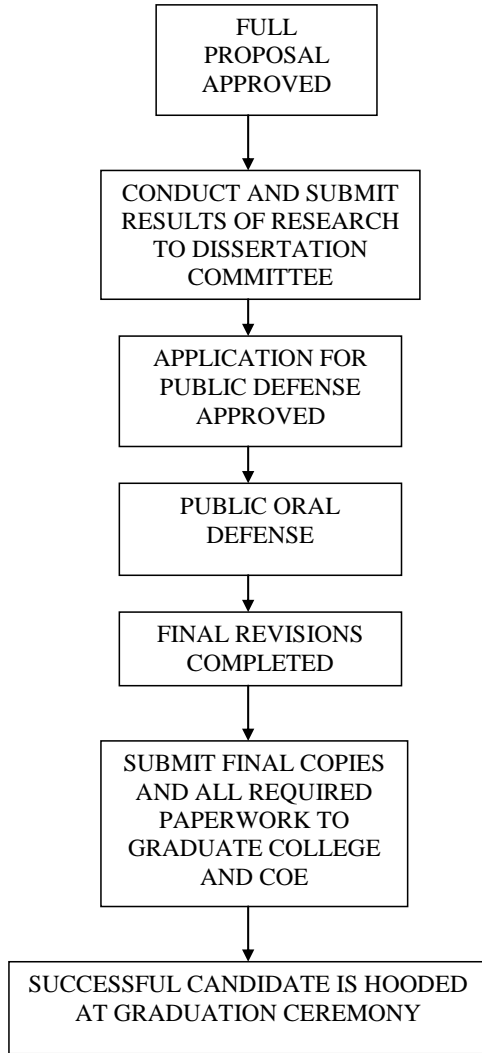 FULL
PROPOSAL
APPROVED
CONDUCT AND SUBMIT
RESULTS OF RESEARCH
TO DISSERTATION
COMMITTEE
APPLICATION FOR
PUBLIC DEFENSE
APPROVED
PUBLIC ORAL
DEFENSE
FINAL REVISIONS
COMPLETED
SUBMIT FINAL COPIES
AND ALL REQUIRED
PAPERWORK TO
GRADUATE COLLEGE
AND COE
SUCCESSFUL CANDIDATE IS HOODED
AT GRADUATION CEREMONY